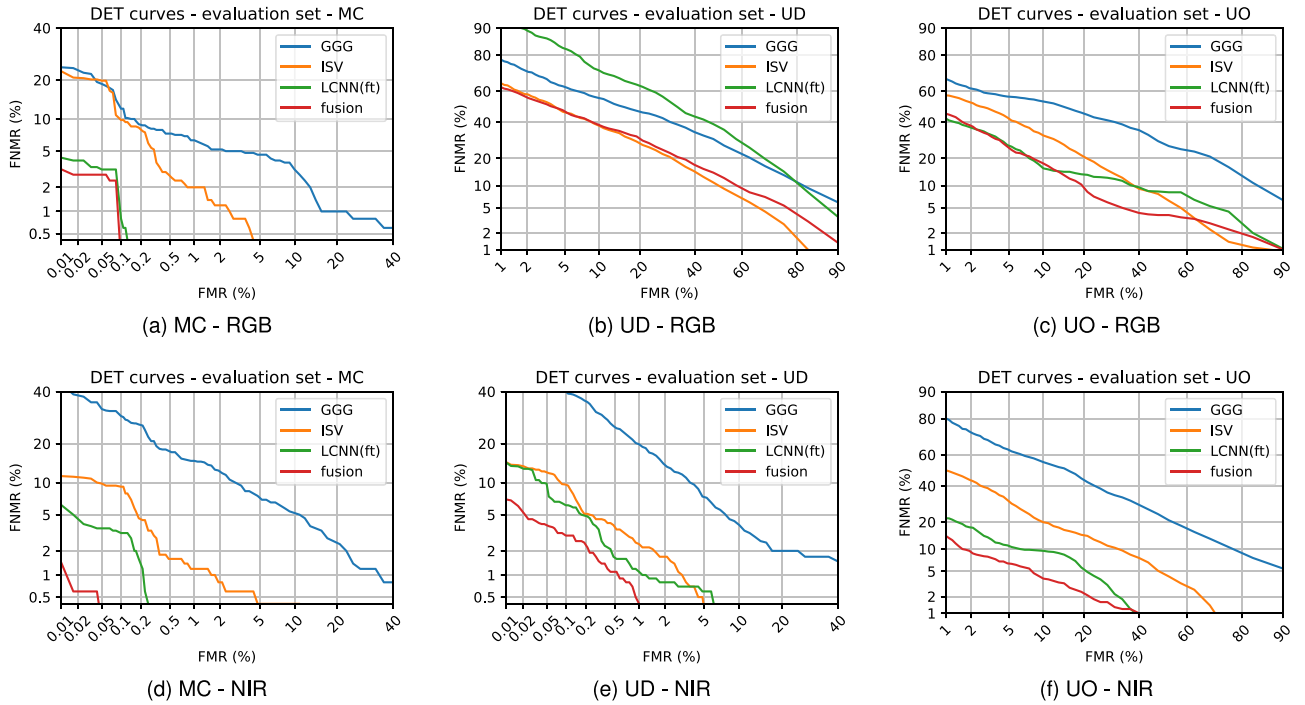 DET curves - evaluation set - MC
FNMR (%)
40
20
10
5
2
1
0.5
GGG
ISV
LCNN(ft)
fusion
0.01 0.02 0.05 0.1 0.2 0.5 1 2 5 10 20 40
FMR (%)
(a) MC - RGB
DET curves - evaluation set - UD
FNMR (%)
90
80
60
40
20
10
5
2
1
GGG
ISV
LCNN(ft)
fusion
1 2 5 10 20 40 60 80 90
FMR (%)
(b) UD - RGB
DET curves - evaluation set - UO
FNMR (%)
90
80
60
40
20
10
5
2
1
GGG
ISV
LCNN(ft)
fusion
1 2 5 10 20 40 60 80 90
FMR (%)
(c) UO - RGB
DET curves - evaluation set - MC
FNMR (%)
40
20
10
5
2
1
0.5
GGG
ISV
LCNN(ft)
fusion
0.01 0.02 0.05 0.1 0.2 0.5 1 2 5 10 20 40
FMR (%)
(d) MC - NIR
DET curves - evaluation set - UD
FNMR (%)
40
20
10
5
2
1
0.5
GGG
ISV
LCNN(ft)
fusion
0.01 0.02 0.05 0.1 0.2 0.5 1 2 5 10 20 40
FMR (%)
(e) UD - NIR
DET curves - evaluation set - UO
FNMR (%)
90
80
60
40
20
10
5
2
1
GGG
ISV
LCNN(ft)
fusion
1 2 5 10 20 40 60 80 90
FMR (%)
(f) UO - NIR